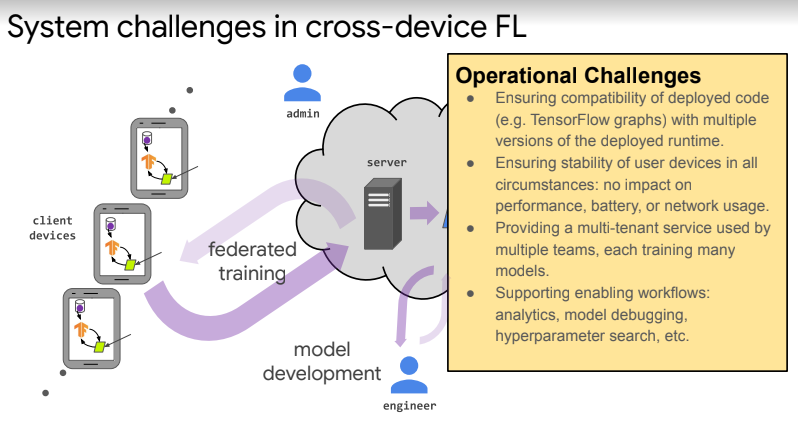 System challenges in cross-device FL
admin
server
client
devices
federated
training
model
development
engineer
Operational Challenges
● Ensuring compatibility of deployed code
(e.g. TensorFlow graphs) with multiple
versions of the deployed runtime.
● Ensuring stability of user devices in all
circumstances: no impact on
performance, battery, or network usage.
● Providing a multi-tenant service used by
multiple teams, each training many
models.
● Supporting enabling workflows:
analytics, model debugging,
hyperparameter search, etc.